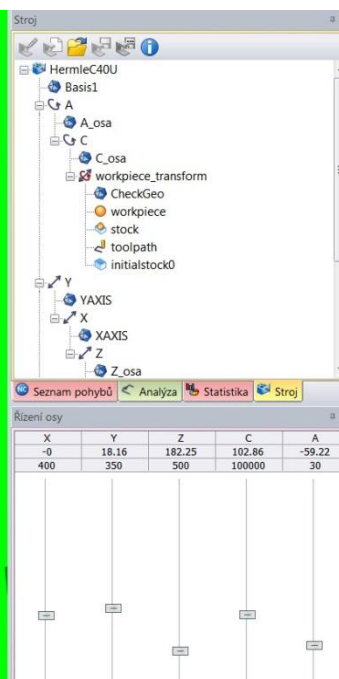 Stroj
HermleC40U
Basis1
A
A_osa
C
C_osa
workpiece_transform
CheckGeo
workpiece
stock
toolpath
initialstock0
Y
YAXIS
X
XAXIS
Z
Z_osa
NC Seznam pohybů Analýza Statistika Stroj
Řízení osy
X Y Z C A
-0 18.16 182.25 102.86 -59.22
400 350 500 100000 30